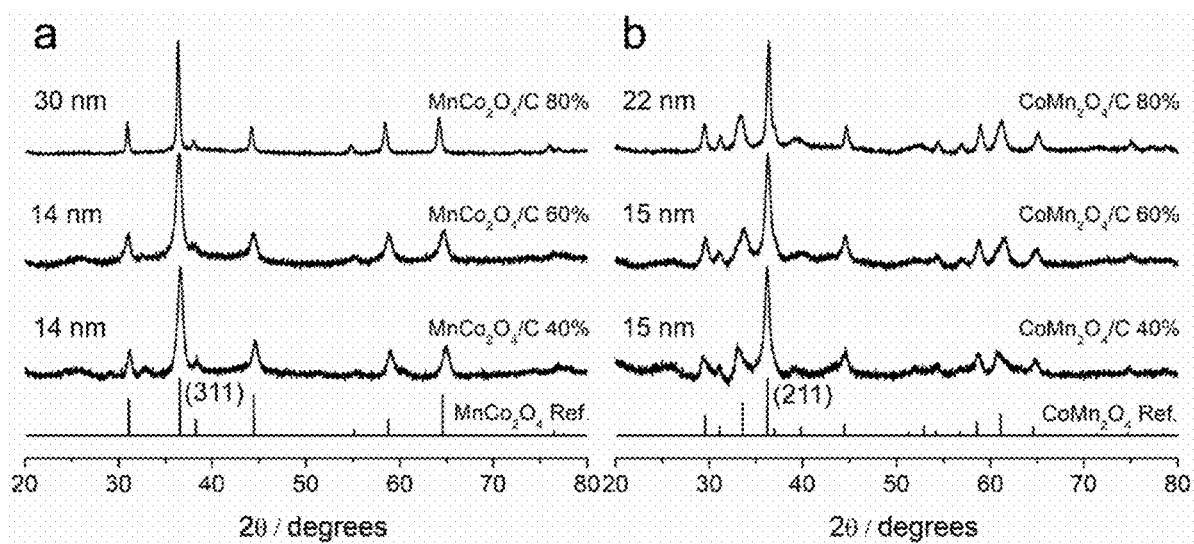 a
30 nm
MnCo₂O₄/C 80%
14 nm
MnCo₂O₄/C 60%
14 nm
MnCo₂O₄/C 40%
(311)
MnCo₂O₄ Ref.
20 30 40 50 60 70 80
2θ / degrees
b
22 nm
CoMn₂O₄/C 80%
15 nm
CoMn₂O₄/C 60%
15 nm
CoMn₂O₄/C 40%
(211)
CoMn₂O₄ Ref.
20 30 40 50 60 70 80
2θ / degrees